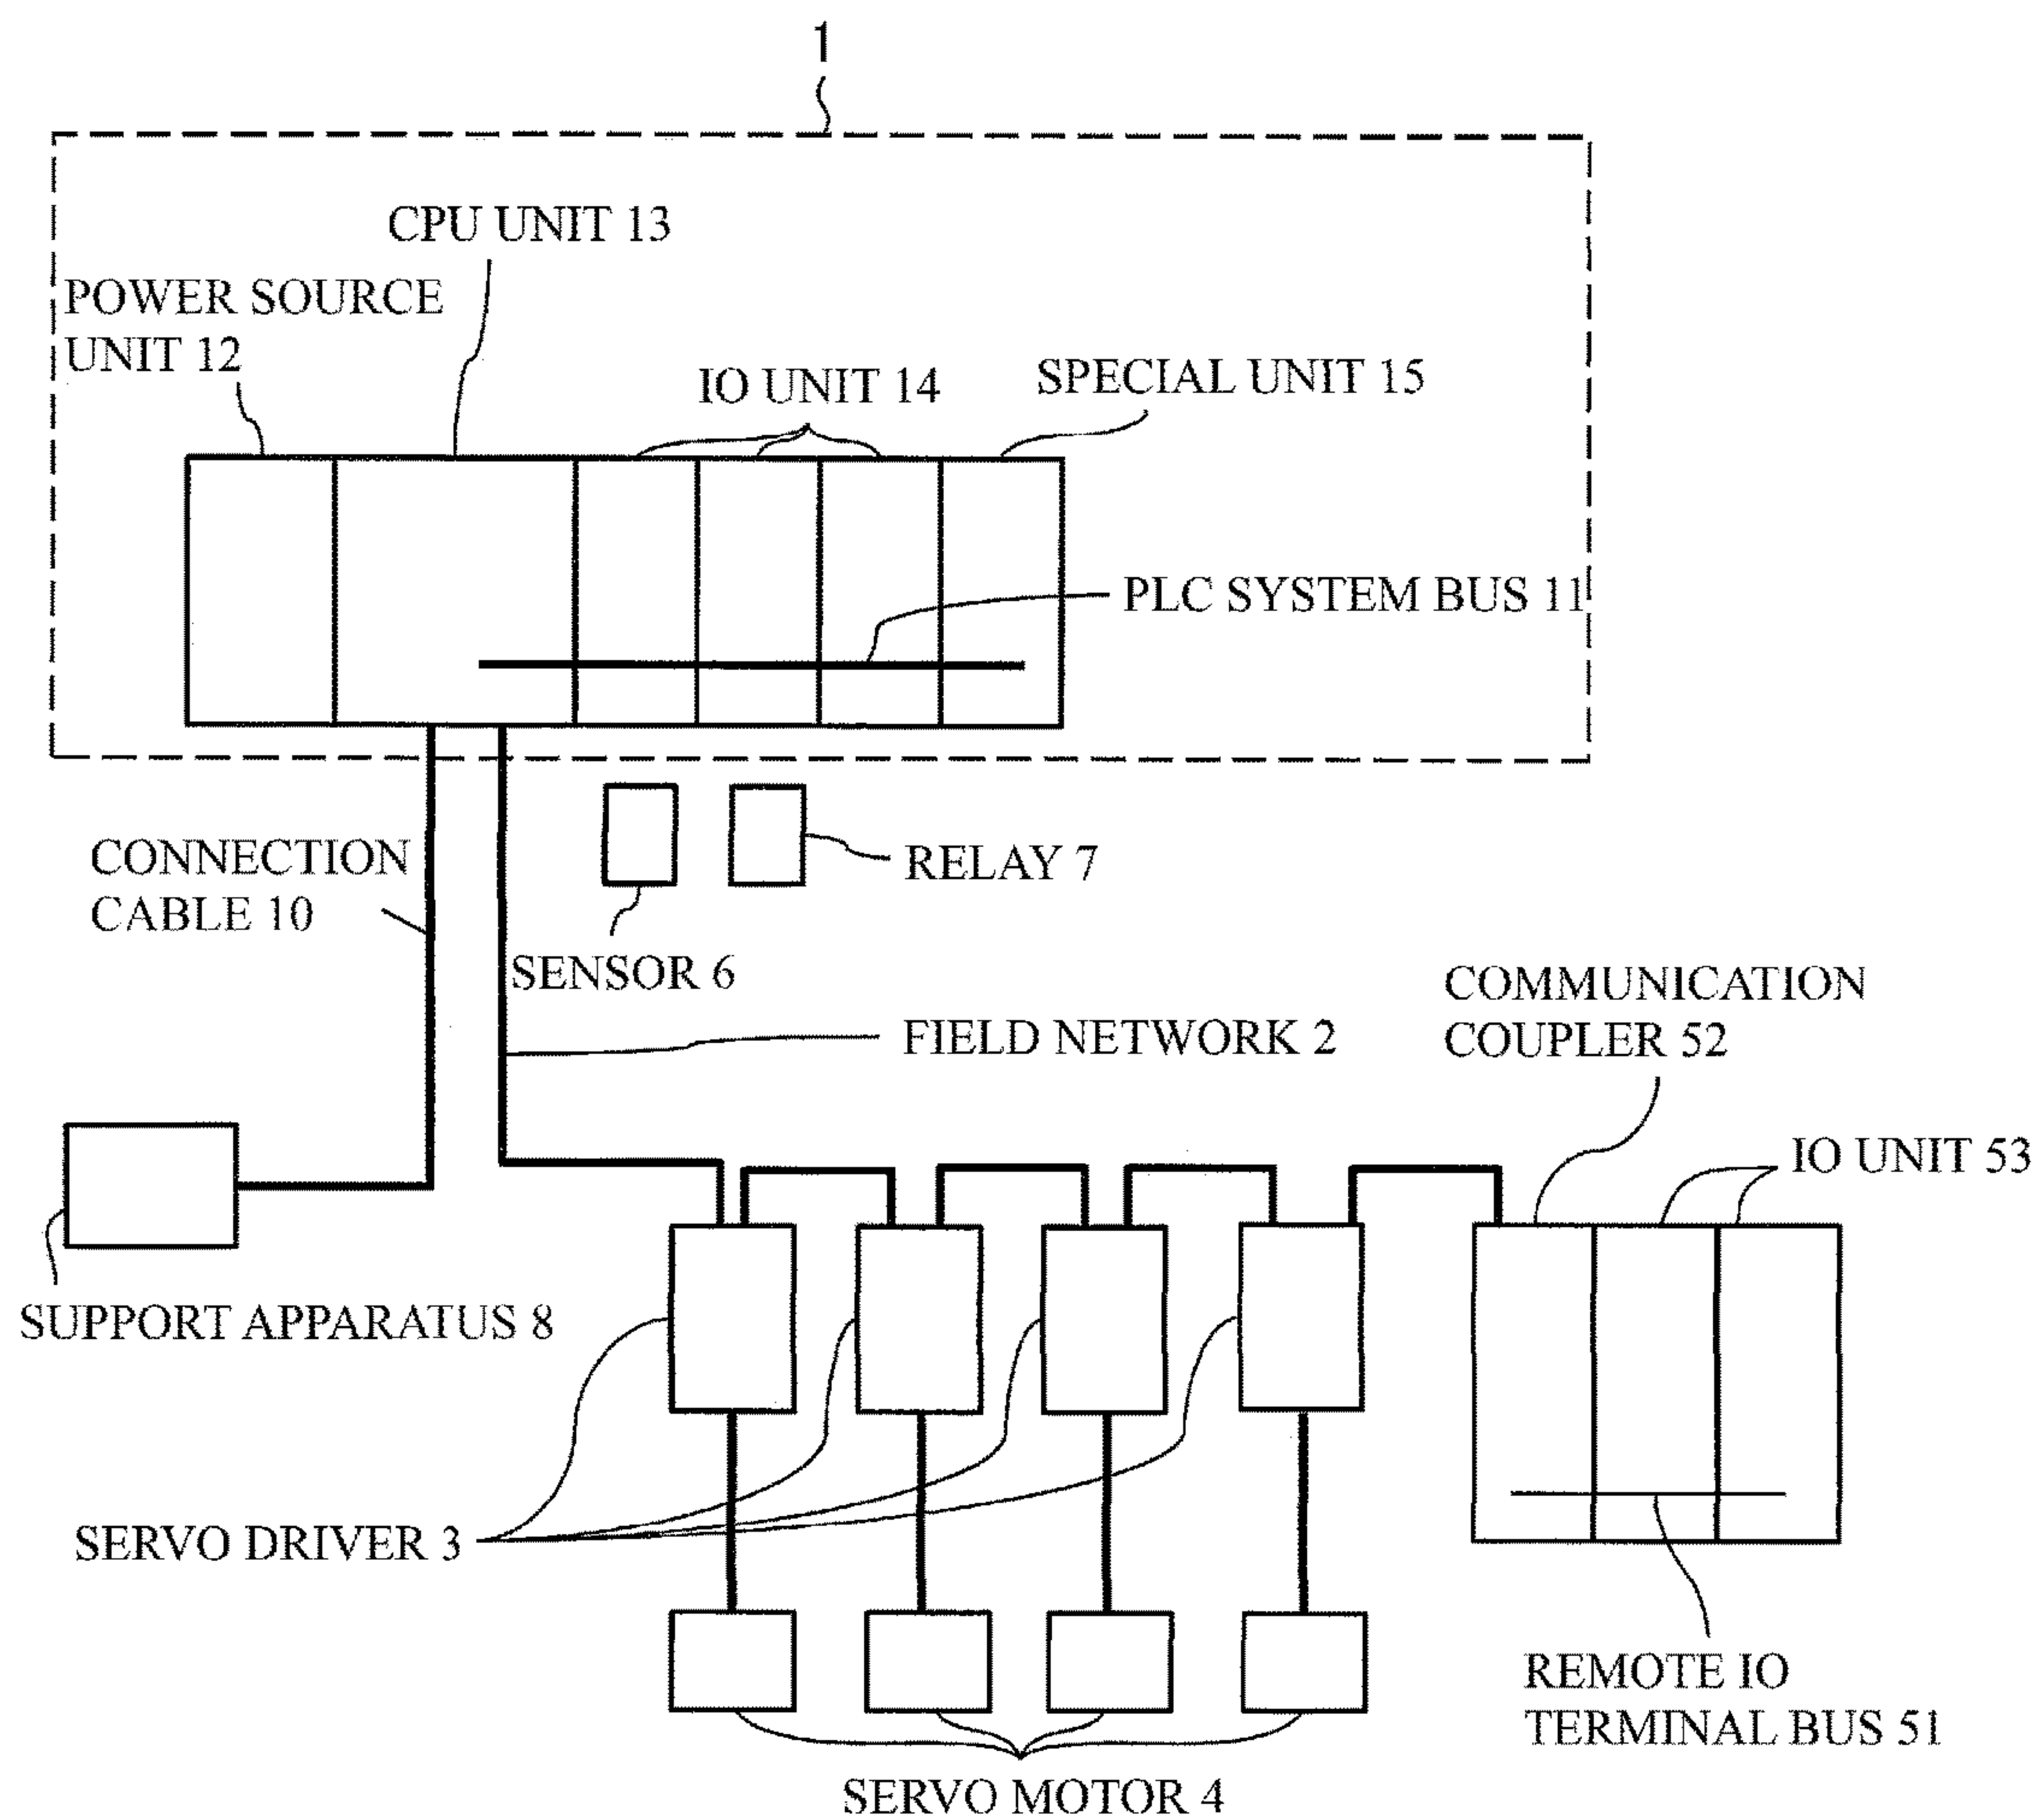 1
CPU UNIT 13
POWER SOURCE
UNIT 12
IO UNIT 14
SPECIAL UNIT 15
PLC SYSTEM BUS 11
CONNECTION
CABLE 10
RELAY 7
SENSOR 6
FIELD NETWORK 2
COMMUNICATION
COUPLER 52
IO UNIT 53
SUPPORT APPARATUS 8
SERVO DRIVER 3
REMOTE IO
TERMINAL BUS 51
SERVO MOTOR 4